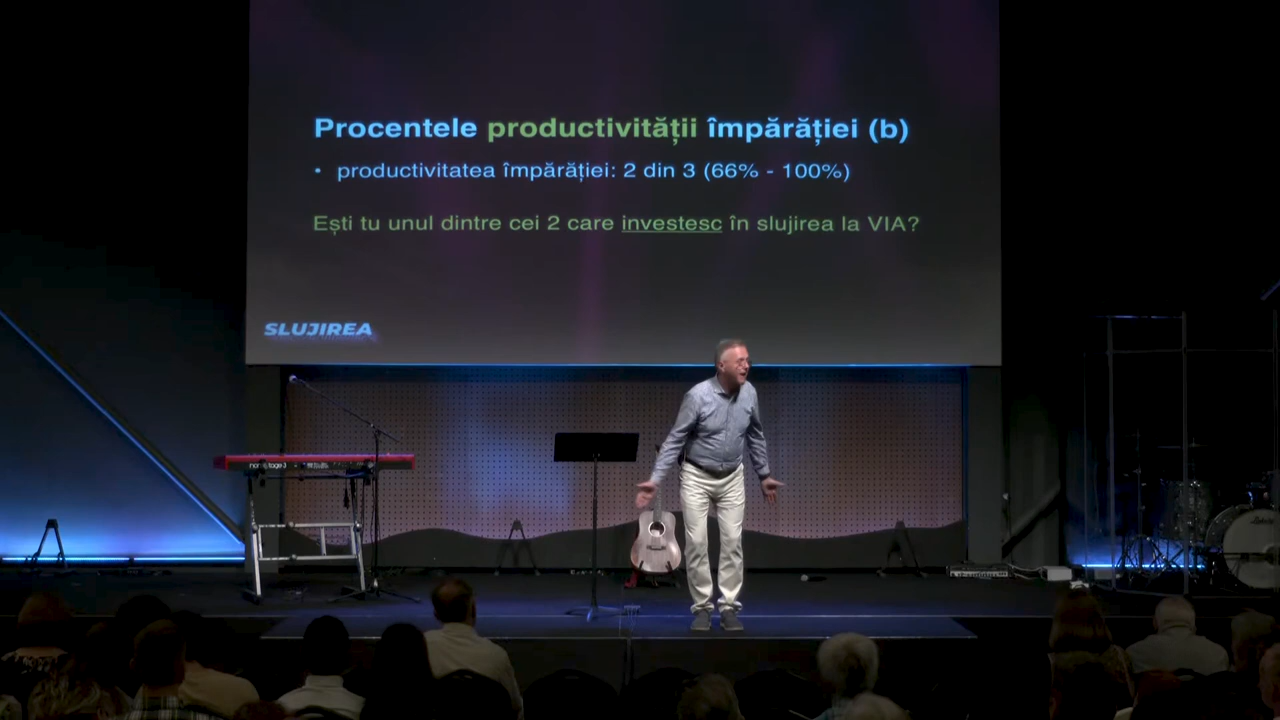 Procentele productivității împărăției (b)
• productivitatea împărăției: 2 din 3 (66% - 100%)
Ești tu unul dintre cei 2 care investesc în slujirea la VIA?
SLUJIREA